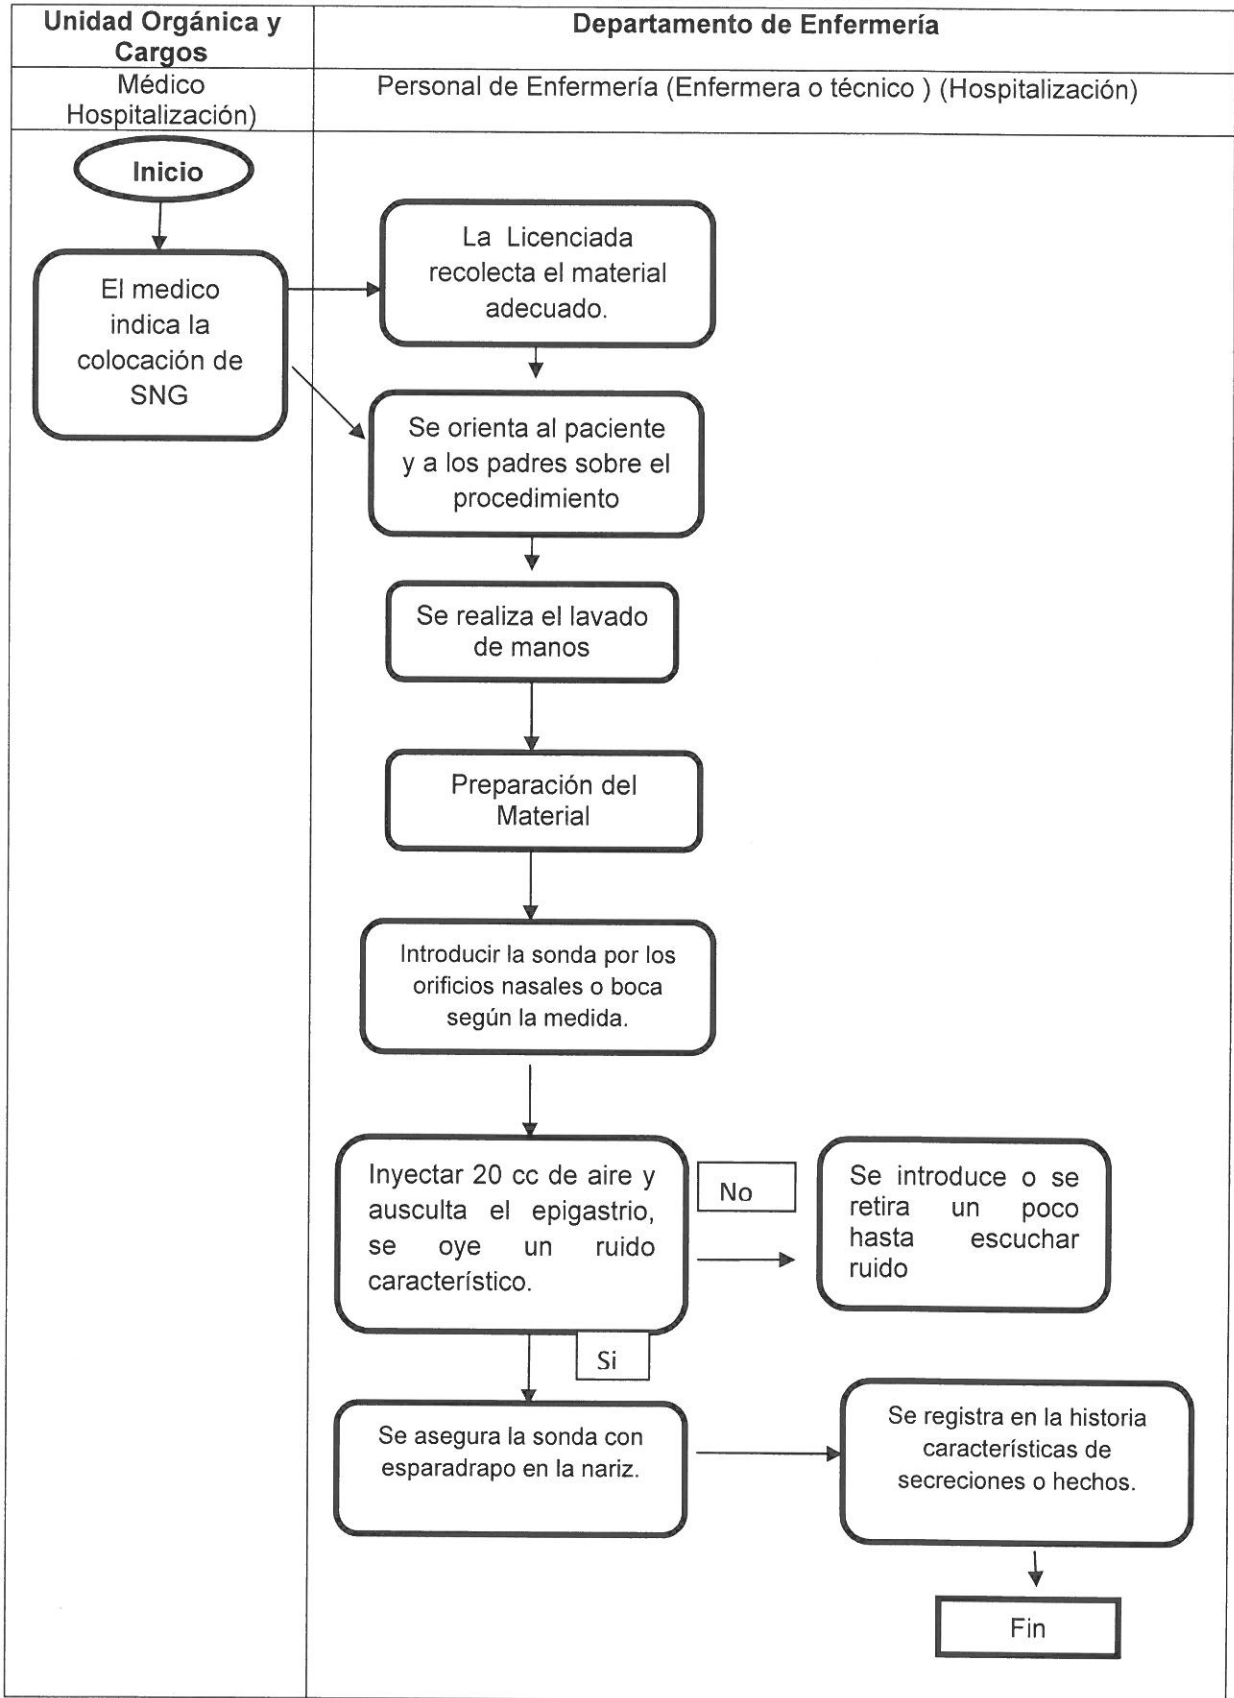 Unidad Orgánica y
Cargos
Departamento de Enfermería
Médico
Hospitalización)
Personal de Enfermería (Enfermera o técnico ) (Hospitalización)
Inicio
El medico
indica la
colocación de
SNG
La Licenciada
recolecta el material
adecuado.
Se orienta al paciente
y a los padres sobre el
procedimiento
Se realiza el lavado
de manos
Preparación del
Material
Introducir la sonda por los
orificios nasales o boca
según la medida.
Inyectar 20 cc de aire y
ausculta el epigastrio,
se oye un ruido
característico.
No
Se introduce o se
retira un poco
hasta escuchar
ruido
Si
Se asegura la sonda con
esparadrapo en la nariz.
Se registra en la historia
características de
secreciones o hechos.
Fin